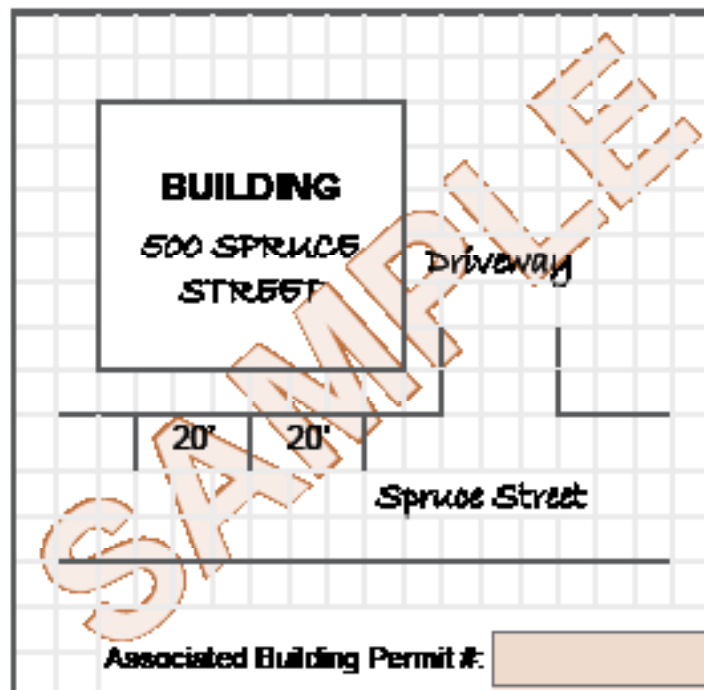 BUILDING
500 SPRUCE
STREET
Driveway
20' 20'
Spruce Street
SAMPLE
Associated Building Permit #: